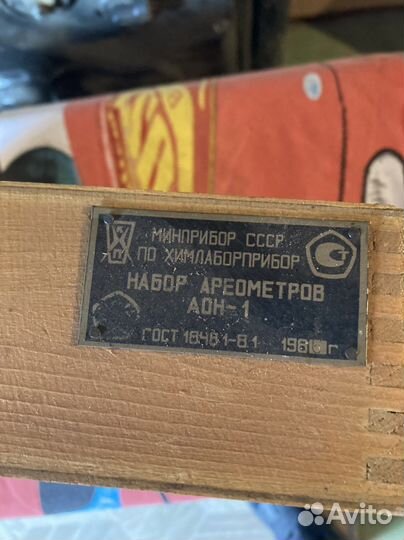 МИНПРИБОР СССР
ПО ХИМЛАБОРПРИБОР
НАБОР АРЕОМЕТРОВ
АОН-1
ГОСТ 18481-81
Avito